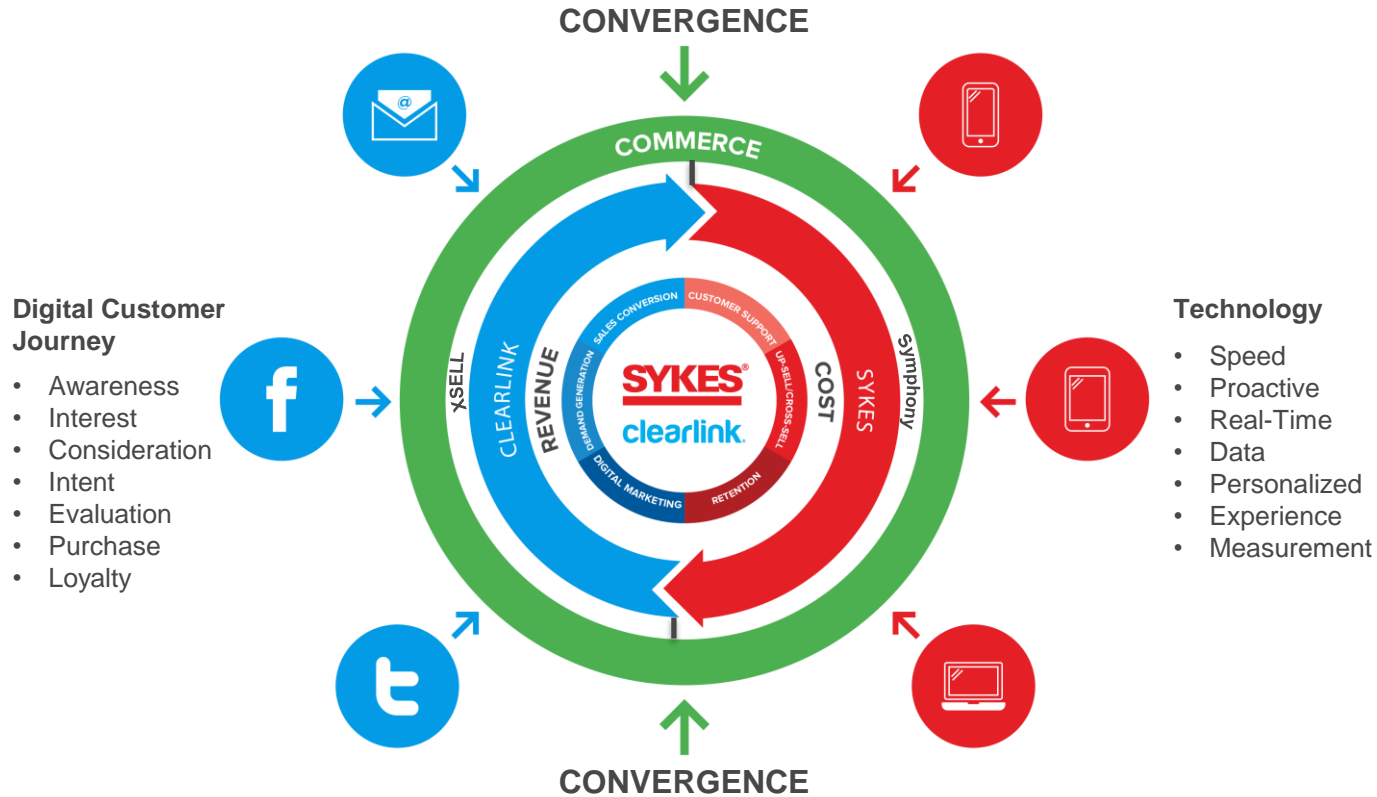 CONVERGENCE
@
COMMERCE
Digital Customer
Journey
• Awareness
• Interest
• Consideration
• Intent
• Evaluation
• Purchase
• Loyalty
f
t
XSELL
CLEARLINK
REVENUE
SALES CONVERSION
DEMAND GENERATION
DIGITAL MARKETING
CUSTOMER SUPPORT
UP-SELL/CROSS-SELL
RETENTION
SYKES®
clearlink.
COST
SYKES
Symphony
Technology
• Speed
• Proactive
• Real-Time
• Data
• Personalized
• Experience
• Measurement
CONVERGENCE